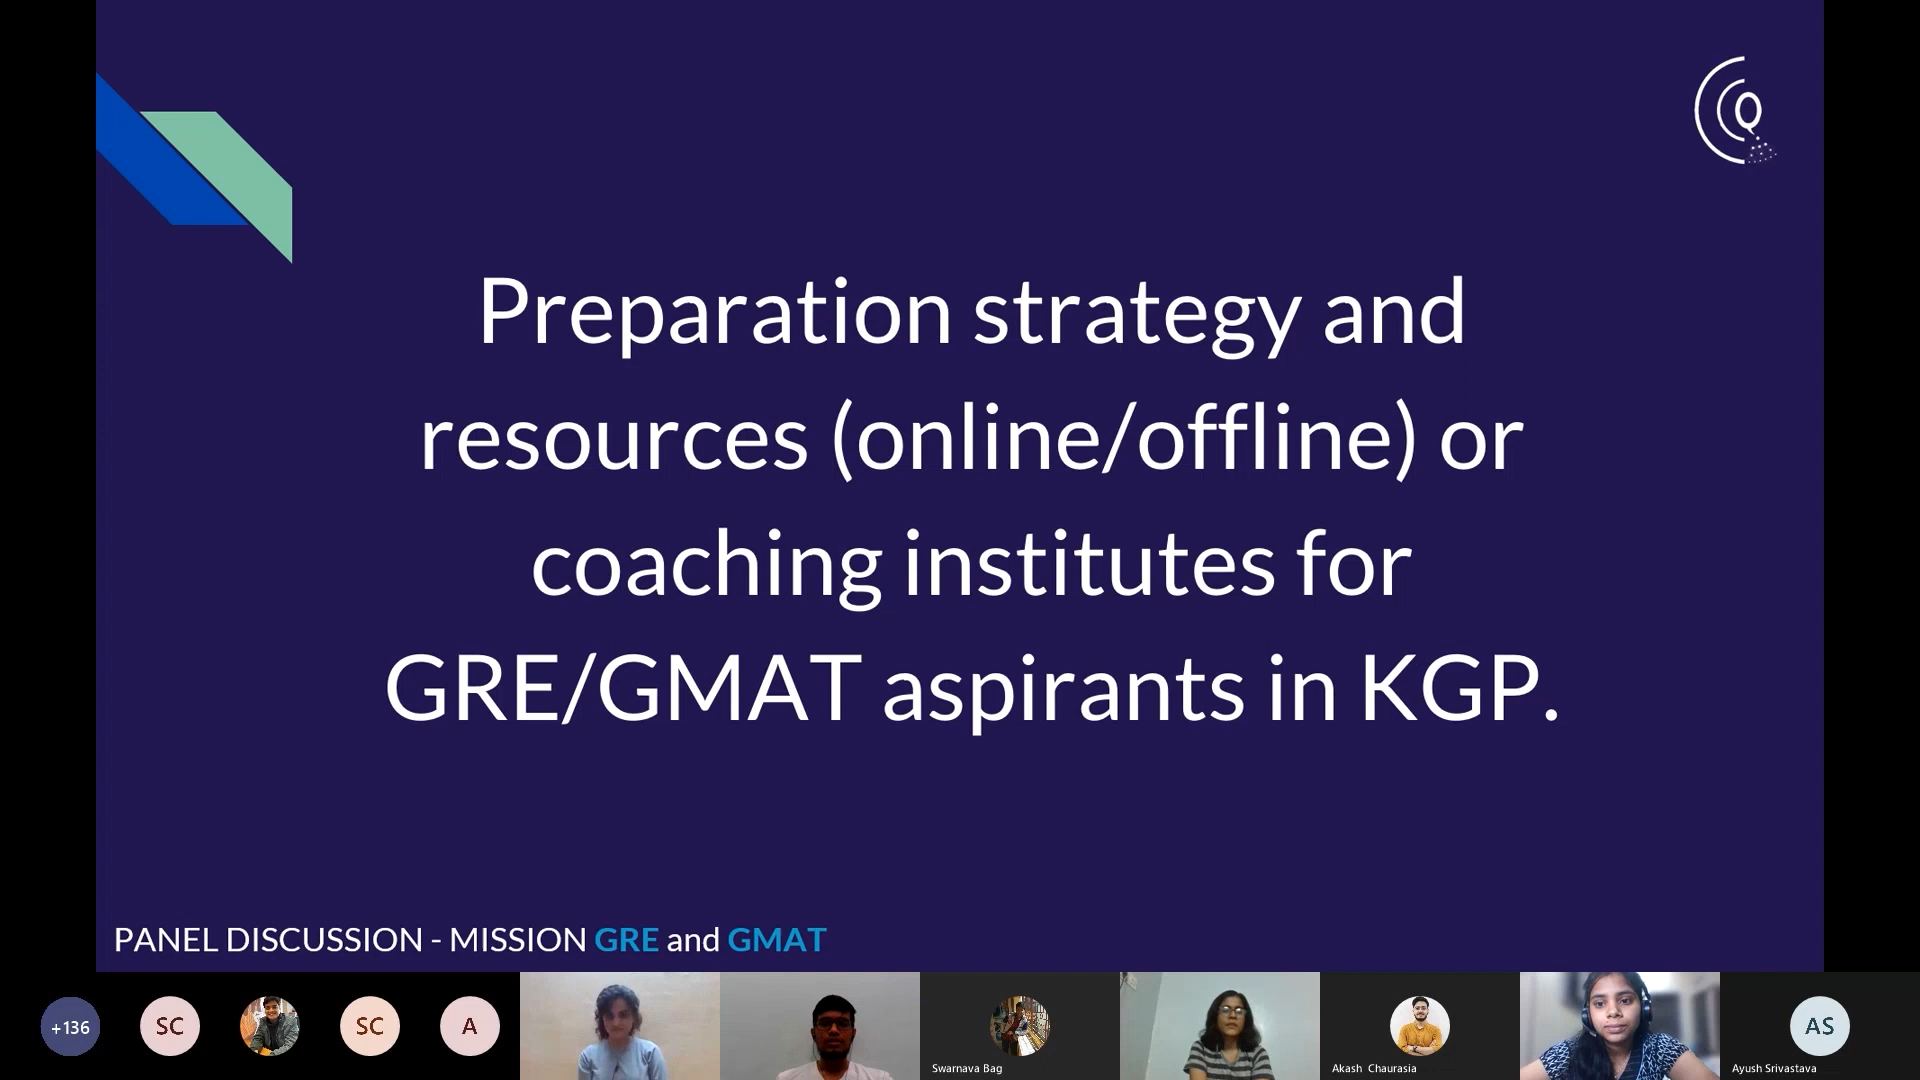 Q
Preparation strategy and
resources (online/offline) or
coaching institutes for
GRE/GMAT aspirants in KGP.
PANEL DISCUSSION - MISSION GRE and GMAT
+136
SC
SC
A
Swarnava Bag
Akash Chaurasia
AS
Ayush Srivastava